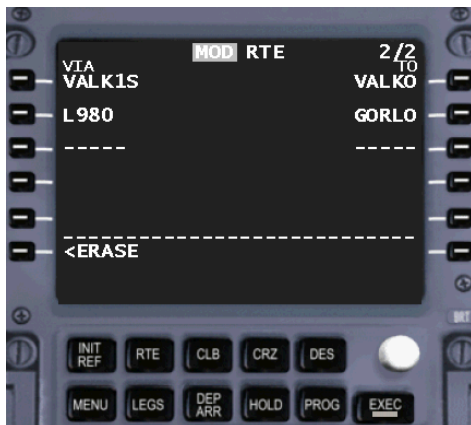 MOD RTE 2/2
VIA TO
VALK1S VALKO
L980 GORLO
----- -----
<ERASE
INIT REF RTE CLB CRZ DES
MENU LEGS DEP ARR HOLD PROG EXEC
BRT